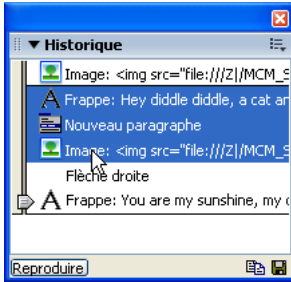 Historique
Image: <img src="file:///Z|/MCM_S
Frappe: Hey diddle diddle, a cat an
Nouveau paragraphe
Image: <img src="file:///Z|/MCM_S
Flèche droite
Frappe: You are my sunshine, my
Reproduire